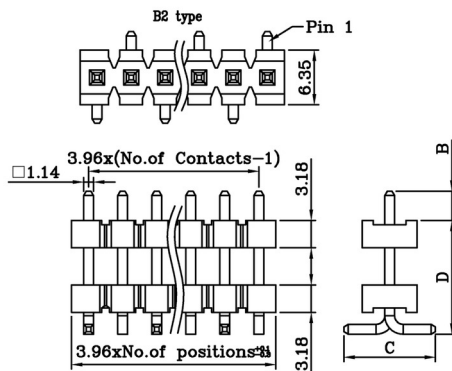 B2 type
Pin 1
6.35
3.96x(No.of Contacts-1)
□1.14
3.18
B
D
3.96xNo.of positions
3.18
C